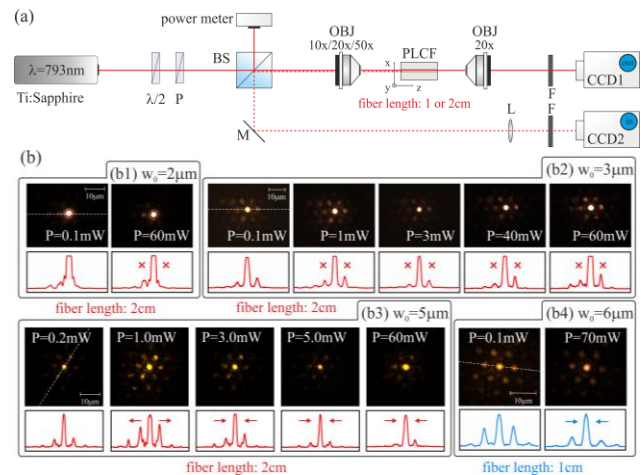 (a)
power meter
BS
OBJ
10x/20x/50x
PLCF
OBJ
20x
λ=793nm
Ti:Sapphire
λ/2
P
x
y
z
fiber length: 1 or 2cm
out
F
CCD1
M
L
F
in
CCD2
(b)
(b1) w₀=2μm
(b2) w₀=3μm
10μm
P=0.1mW
P=60mW
10μm
P=0.1mW
P=1mW
P=3mW
P=40mW
P=60mW
fiber length: 2cm
fiber length: 2cm
(b3) w₀=5μm
(b4) w₀=6μm
P=0.2mW
P=1.0mW
P=3.0mW
P=5.0mW
P=60mW
P=0.1mW
P=70mW
10μm
10μm
fiber length: 2cm
fiber length: 1cm